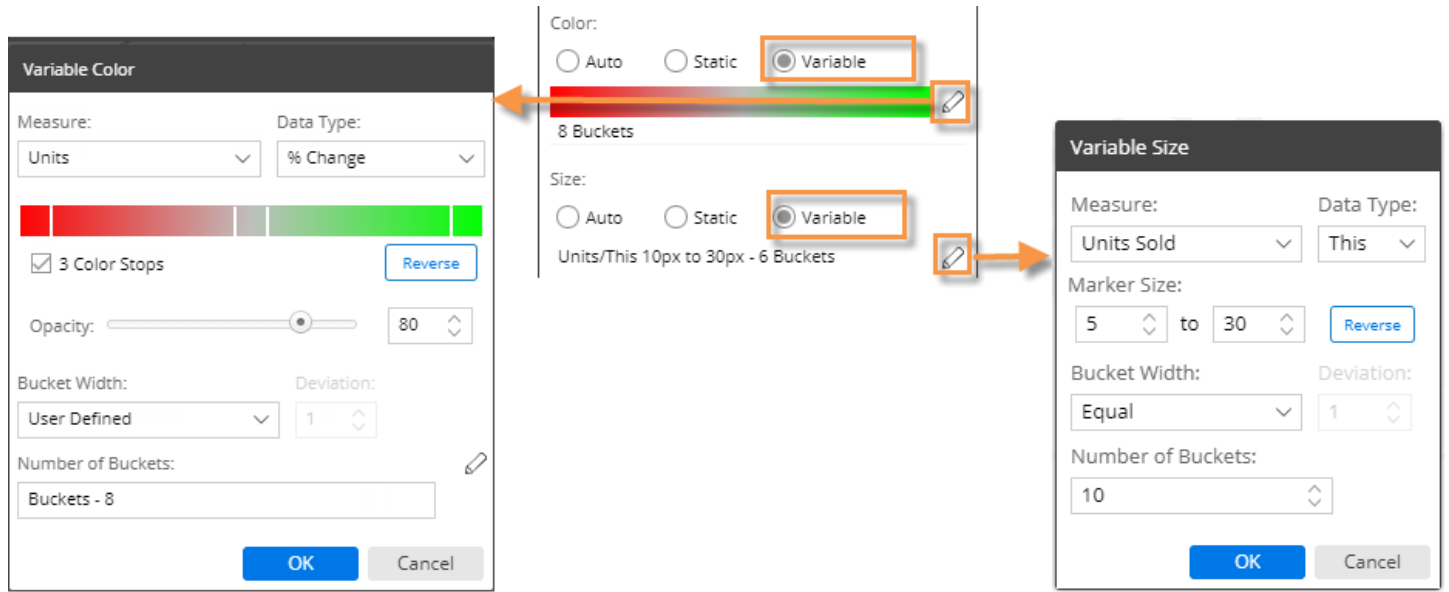 Variable Color
Measure: Data Type:
Units % Change
3 Color Stops Reverse
Opacity: 80
Bucket Width: Deviation:
User Defined 1
Number of Buckets:
Buckets - 8
OK Cancel
Color:
Auto Static Variable
8 Buckets
Size:
Auto Static Variable
Units/This 10px to 30px - 6 Buckets
Variable Size
Measure: Data Type:
Units Sold This
Marker Size:
5 to 30 Reverse
Bucket Width: Deviation:
Equal 1
Number of Buckets:
10
OK Cancel